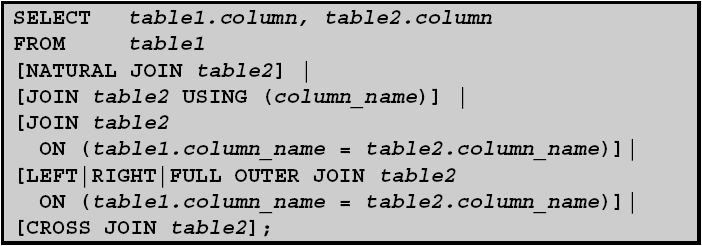 SELECT table1.column, table2.column
FROM table1
[NATURAL JOIN table2] |
[JOIN table2 USING (column_name)] |
[JOIN table2
ON (table1.column_name = table2.column_name)]|
[LEFT|RIGHT|FULL OUTER JOIN table2
ON (table1.column_name = table2.column_name)]|
[CROSS JOIN table2];